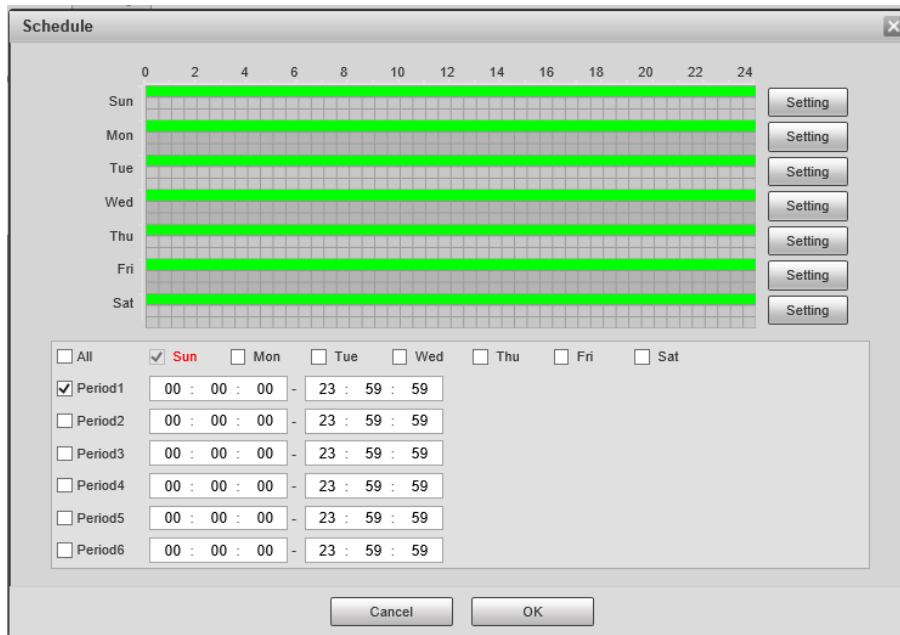 Schedule
0 2 4 6 8 10 12 14 16 18 20 22 24
Sun Setting
Mon Setting
Tue Setting
Wed Setting
Thu Setting
Fri Setting
Sat Setting
All Sun Mon Tue Wed Thu Fri Sat
Period1 00 : 00 : 00 - 23 : 59 : 59
Period2 00 : 00 : 00 - 23 : 59 : 59
Period3 00 : 00 : 00 - 23 : 59 : 59
Period4 00 : 00 : 00 - 23 : 59 : 59
Period5 00 : 00 : 00 - 23 : 59 : 59
Period6 00 : 00 : 00 - 23 : 59 : 59
Cancel OK